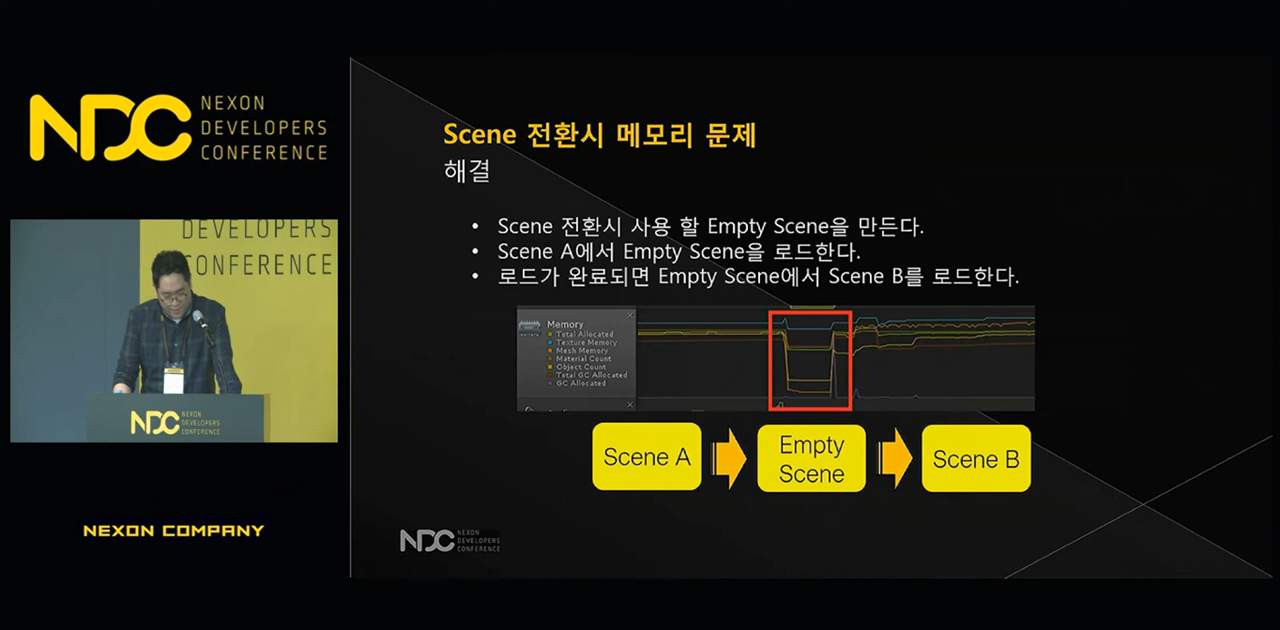 NDC
NEXON
DEVELOPERS
CONFERENCE
DEVELOPERS
CONFERENCE
NDC
NEXON
DEVELOPERS
CONFERENCE
NEXON COMPANY
Scene 전환시 메모리 문제
해결
• Scene 전환시 사용 할 Empty Scene을 만든다.
• Scene A에서 Empty Scene을 로드한다.
• 로드가 완료되면 Empty Scene에서 Scene B를 로드한다.
Memory
Total Allocated
Texture Memory
Mesh Memory
Material Count
Object Count
Total GC Allocated
GC Allocated
Scene A
Empty
Scene
Scene B
NDC
NEXON
DEVELOPERS
CONFERENCE